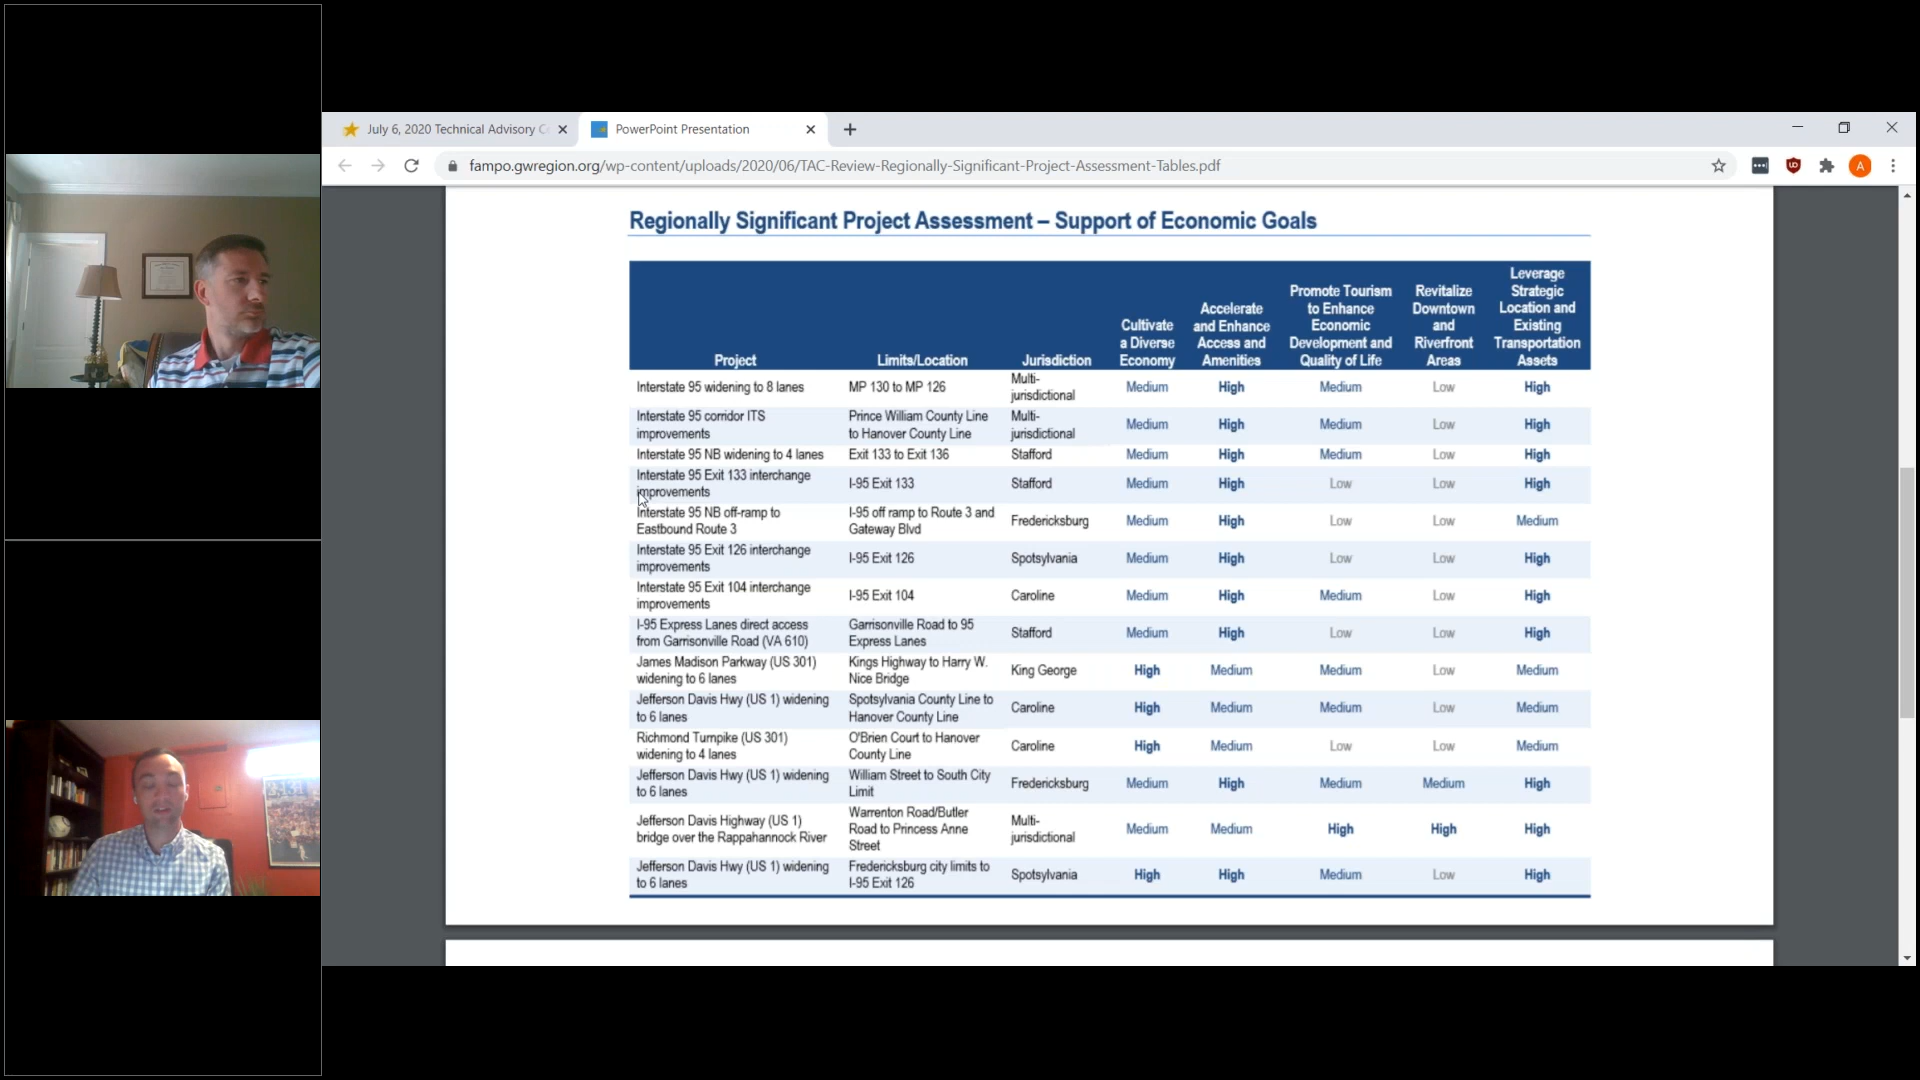 July 6, 2020 Technical Advisory C
PowerPoint Presentation
fampo.gwregion.org/wp-content/uploads/2020/06/TAC-Review-Regionally-Significant-Project-Assessment-Tables.pdf
A
Regionally Significant Project Assessment – Support of Economic Goals
Project
Limits/Location
Jurisdiction
Cultivate
a Diverse
Economy
Accelerate
and Enhance
Access and
Amenities
Promote Tourism
to Enhance
Economic
Development and
Quality of Life
Revitalize
Downtown
and
Riverfront
Areas
Leverage
Strategic
Location and
Existing
Transportation
Assets
Interstate 95 widening to 8 lanes
MP 130 to MP 126
Multi-
jurisdictional
Medium
High
Medium
Low
High
Interstate 95 corridor ITS
improvements
Prince William County Line
to Hanover County Line
Multi-
jurisdictional
Medium
High
Medium
Low
High
Interstate 95 NB widening to 4 lanes
Exit 133 to Exit 136
Stafford
Medium
High
Medium
Low
High
Interstate 95 Exit 133 interchange
improvements
I-95 Exit 133
Stafford
Medium
High
Low
Low
High
Interstate 95 NB off-ramp to
Eastbound Route 3
I-95 off ramp to Route 3 and
Gateway Blvd
Fredericksburg
Medium
High
Low
Low
Medium
Interstate 95 Exit 126 interchange
improvements
I-95 Exit 126
Spotsylvania
Medium
High
Low
Low
High
Interstate 95 Exit 104 interchange
improvements
I-95 Exit 104
Caroline
Medium
High
Medium
Low
High
I-95 Express Lanes direct access
from Garrisonville Road (VA 610)
Garrisonville Road to 95
Express Lanes
Stafford
Medium
High
Low
Low
High
James Madison Parkway (US 301)
widening to 6 lanes
Kings Highway to Harry W.
Nice Bridge
King George
High
Medium
Medium
Low
Medium
Jefferson Davis Hwy (US 1) widening
to 6 lanes
Spotsylvania County Line to
Hanover County Line
Caroline
High
Medium
Medium
Low
Medium
Richmond Turnpike (US 301)
widening to 4 lanes
O'Brien Court to Hanover
County Line
Caroline
High
Medium
Low
Low
Medium
Jefferson Davis Hwy (US 1) widening
to 6 lanes
William Street to South City
Limit
Fredericksburg
Medium
High
Medium
Medium
High
Jefferson Davis Highway (US 1)
bridge over the Rappahannock River
Warrenton Road/Butler
Road to Princess Anne
Street
Multi-
jurisdictional
Medium
Medium
High
High
High
Jefferson Davis Hwy (US 1) widening
to 6 lanes
Fredericksburg city limits to
I-95 Exit 126
Spotsylvania
High
High
Medium
Low
High